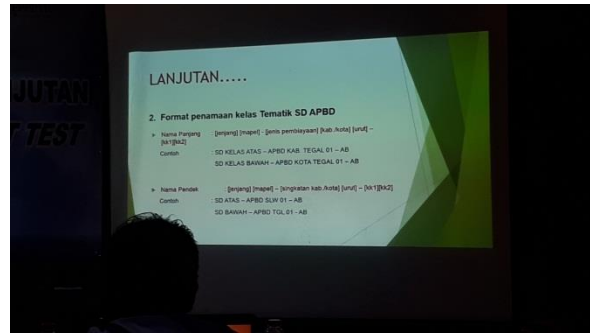 JUTAN
T TEST
LANJUTAN.....
2. Format penamaan kelas Tematik SD APBD
Nama Panjang : [jenjang] [mapel] - [jenis pembiayaan] [kab./kota] [urut] –
[kk1][kk2]
Contoh : SD KELAS ATAS – APBD KAB. TEGAL 01 – AB
SD KELAS BAWAH – APBD KOTA TEGAL 01 – AB
Nama Pendek : [jenjang] [mapel] – [singkatan kab./kota] [urut] – [kk1][kk2]
Contoh : SD ATAS – APBD SLW 01 – AB
SD BAWAH – APBD TGL 01 - AB